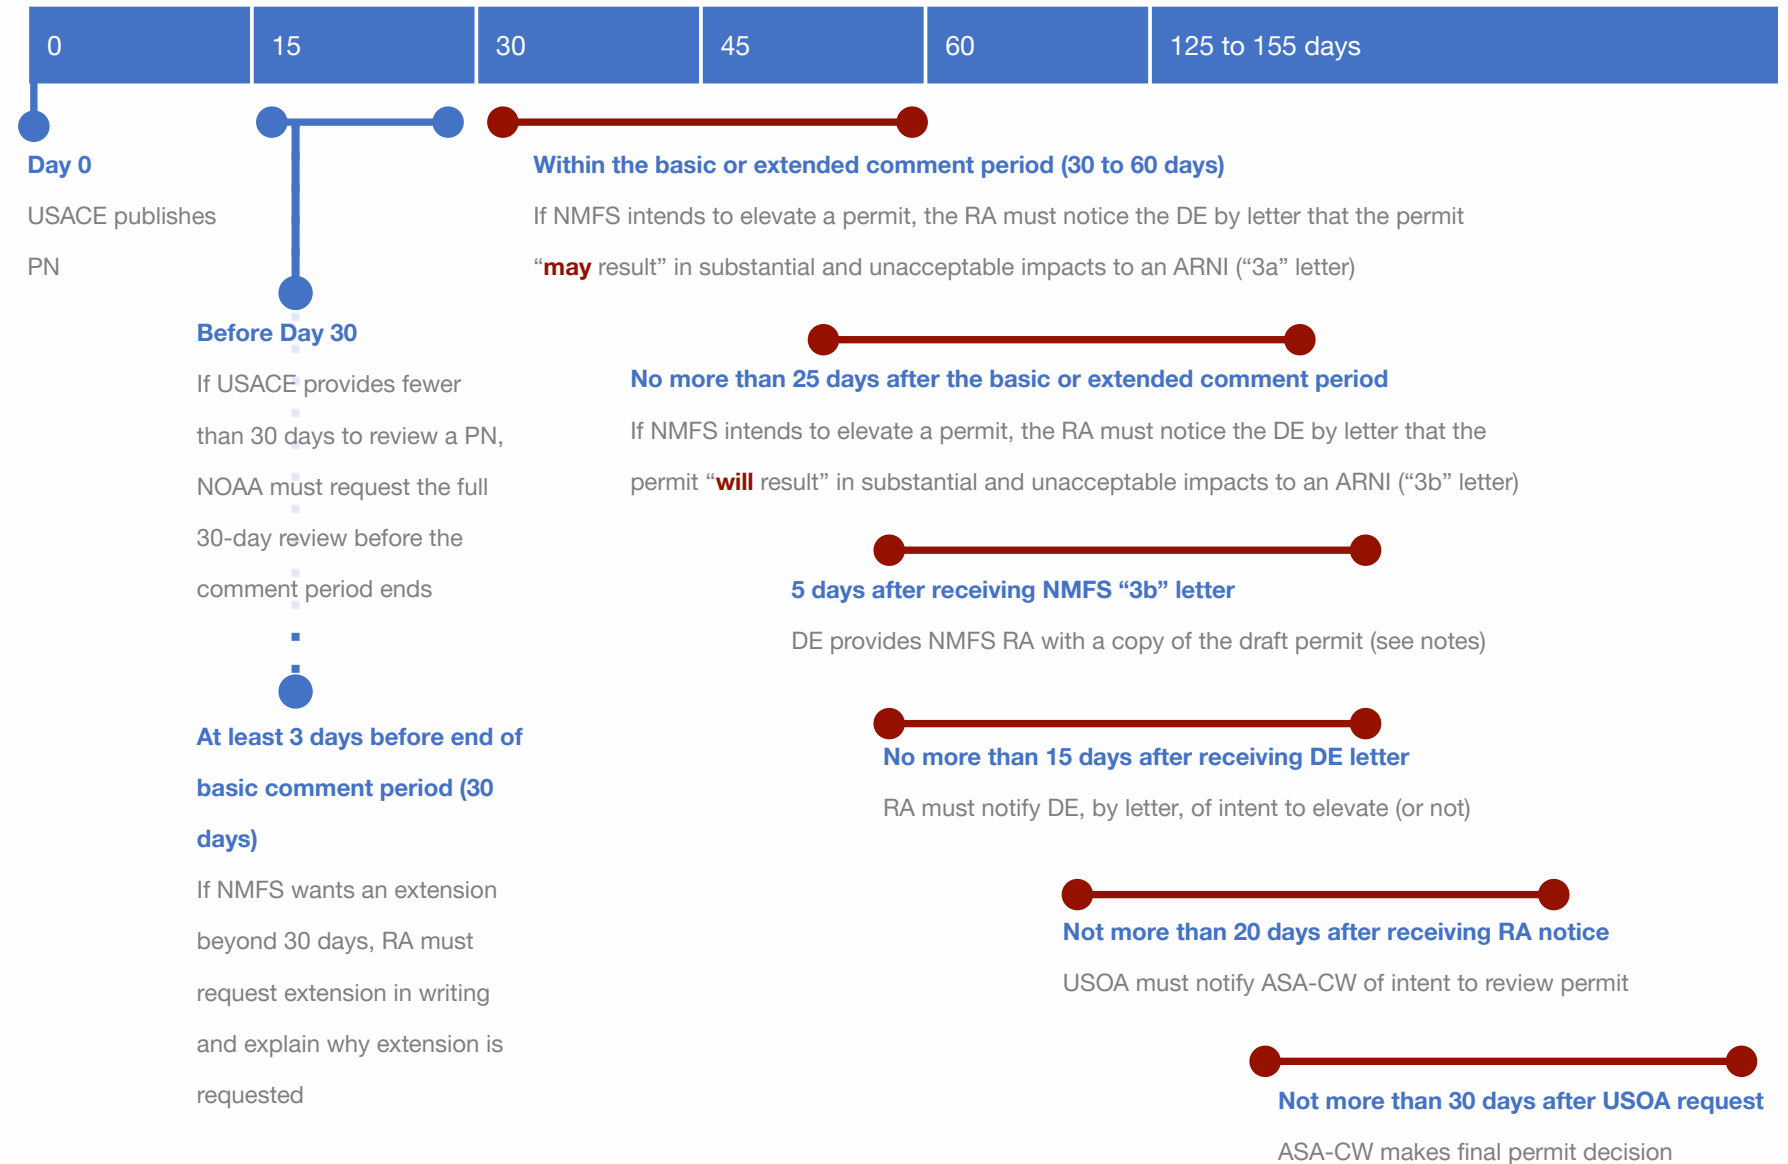 0 15 30 45 60 125 to 155 days
Day 0
USACE publishes
PN
Before Day 30
If USACE provides fewer
than 30 days to review a PN,
NOAA must request the full
30-day review before the
comment period ends
At least 3 days before end of
basic comment period (30
days)
If NMFS wants an extension
beyond 30 days, RA must
request extension in writing
and explain why extension is
requested
Within the basic or extended comment period (30 to 60 days)
If NMFS intends to elevate a permit, the RA must notice the DE by letter that the permit
“may result” in substantial and unacceptable impacts to an ARNI (“3a” letter)
No more than 25 days after the basic or extended comment period
If NMFS intends to elevate a permit, the RA must notice the DE by letter that the
permit “will result” in substantial and unacceptable impacts to an ARNI (“3b” letter)
5 days after receiving NMFS “3b” letter
DE provides NMFS RA with a copy of the draft permit (see notes)
No more than 15 days after receiving DE letter
RA must notify DE, by letter, of intent to elevate (or not)
Not more than 20 days after receiving RA notice
USOA must notify ASA-CW of intent to review permit
Not more than 30 days after USOA request
ASA-CW makes final permit decision